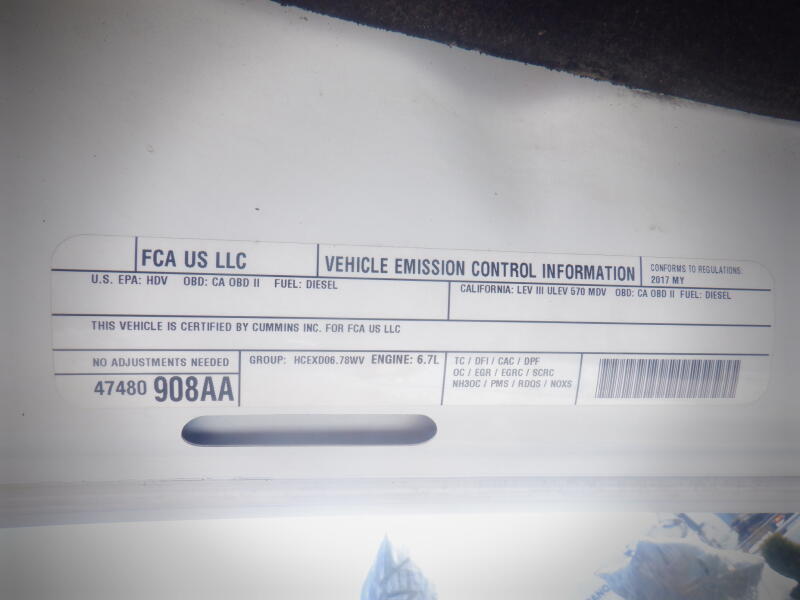 FCA US LLC
VEHICLE EMISSION CONTROL INFORMATION
CONFORMS TO REGULATIONS:
2017 MY
U.S. EPA: HDV OBD: CA OBD II FUEL: DIESEL
CALIFORNIA: LEV III ULEV 570 MDV OBD: CA OBD II FUEL: DIESEL
THIS VEHICLE IS CERTIFIED BY CUMMINS INC. FOR FCA US LLC
NO ADJUSTMENTS NEEDED
47480 908AA
GROUP: HCEXD06.78WV ENGINE: 6.7L
TC / DFI / CAC / DPF
OC / EGR / EGRC / SCRC
NH3OC / PMS / RDQS / NOXS